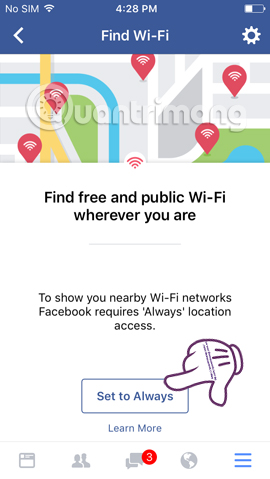 No SIM 4:28 PM
Find Wi-Fi
Quantrimang
Find free and public Wi-Fi
wherever you are
To show you nearby Wi-Fi networks
Facebook requires 'Always' location
access.
Set to Always
Learn More
3